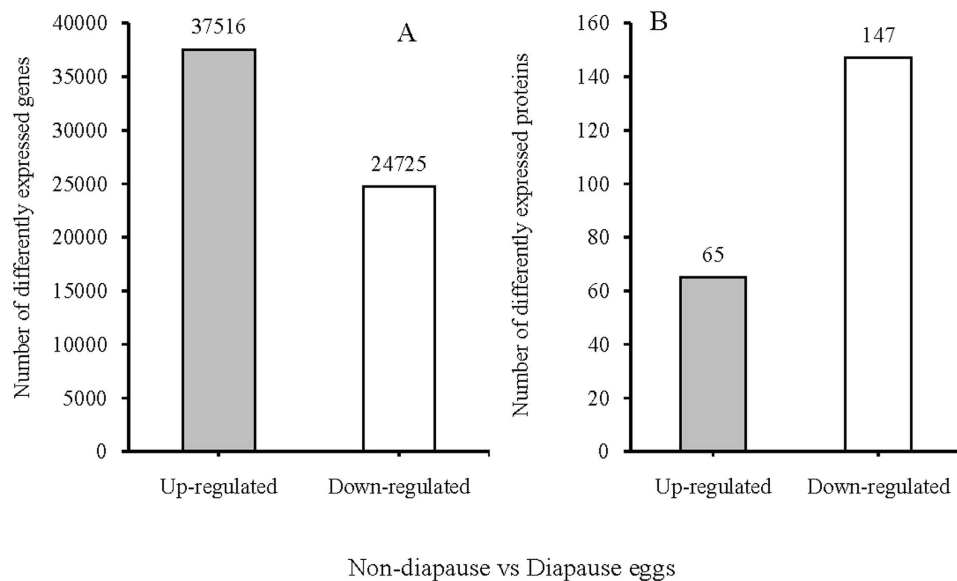 A
Number of differently expressed genes
40000
35000
30000
25000
20000
15000
10000
5000
0
37516
24725
Up-regulated
Down-regulated
B
Number of differently expressed proteins
160
140
120
100
80
60
40
20
0
65
147
Up-regulated
Down-regulated
Non-diapause vs Diapause eggs